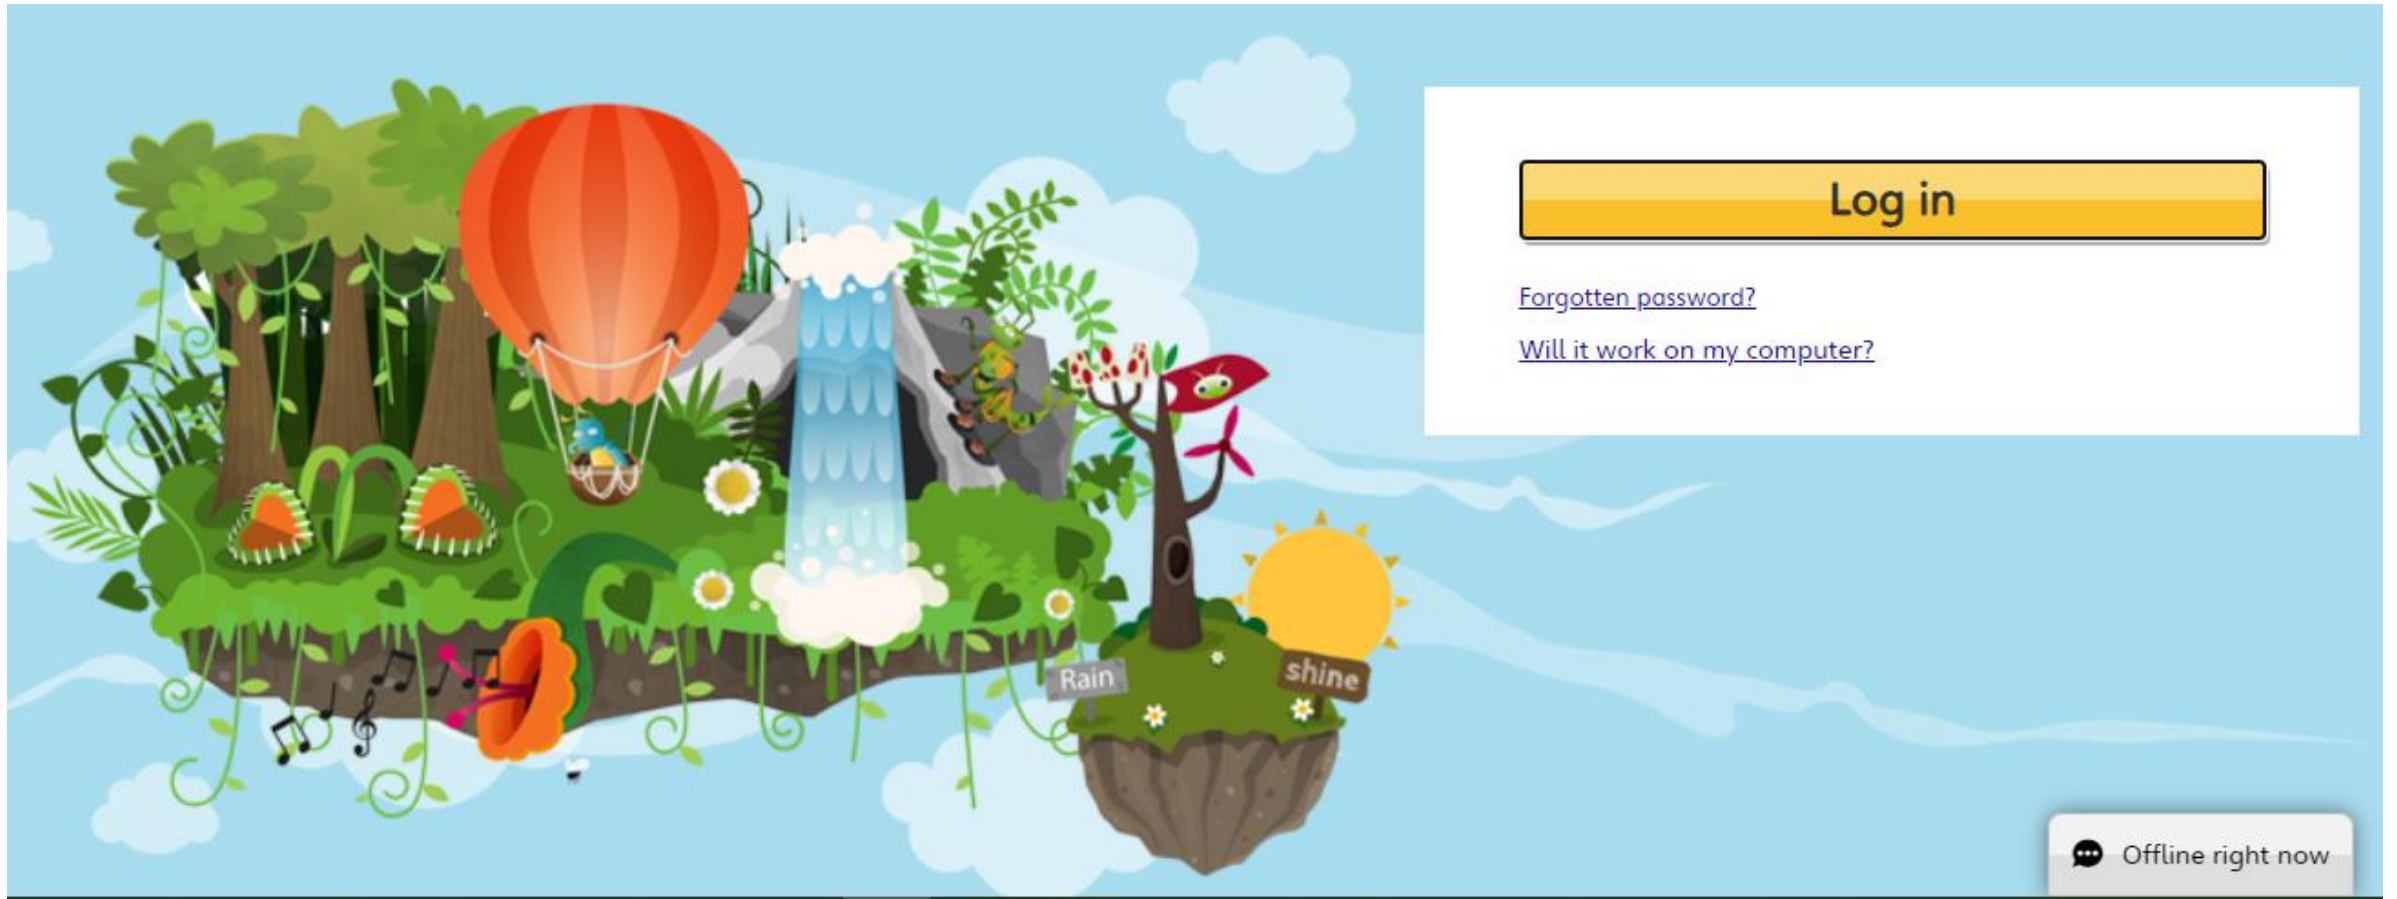 Log in
Forgotten password?
Will it work on my computer?
Rain
shine
Offline right now